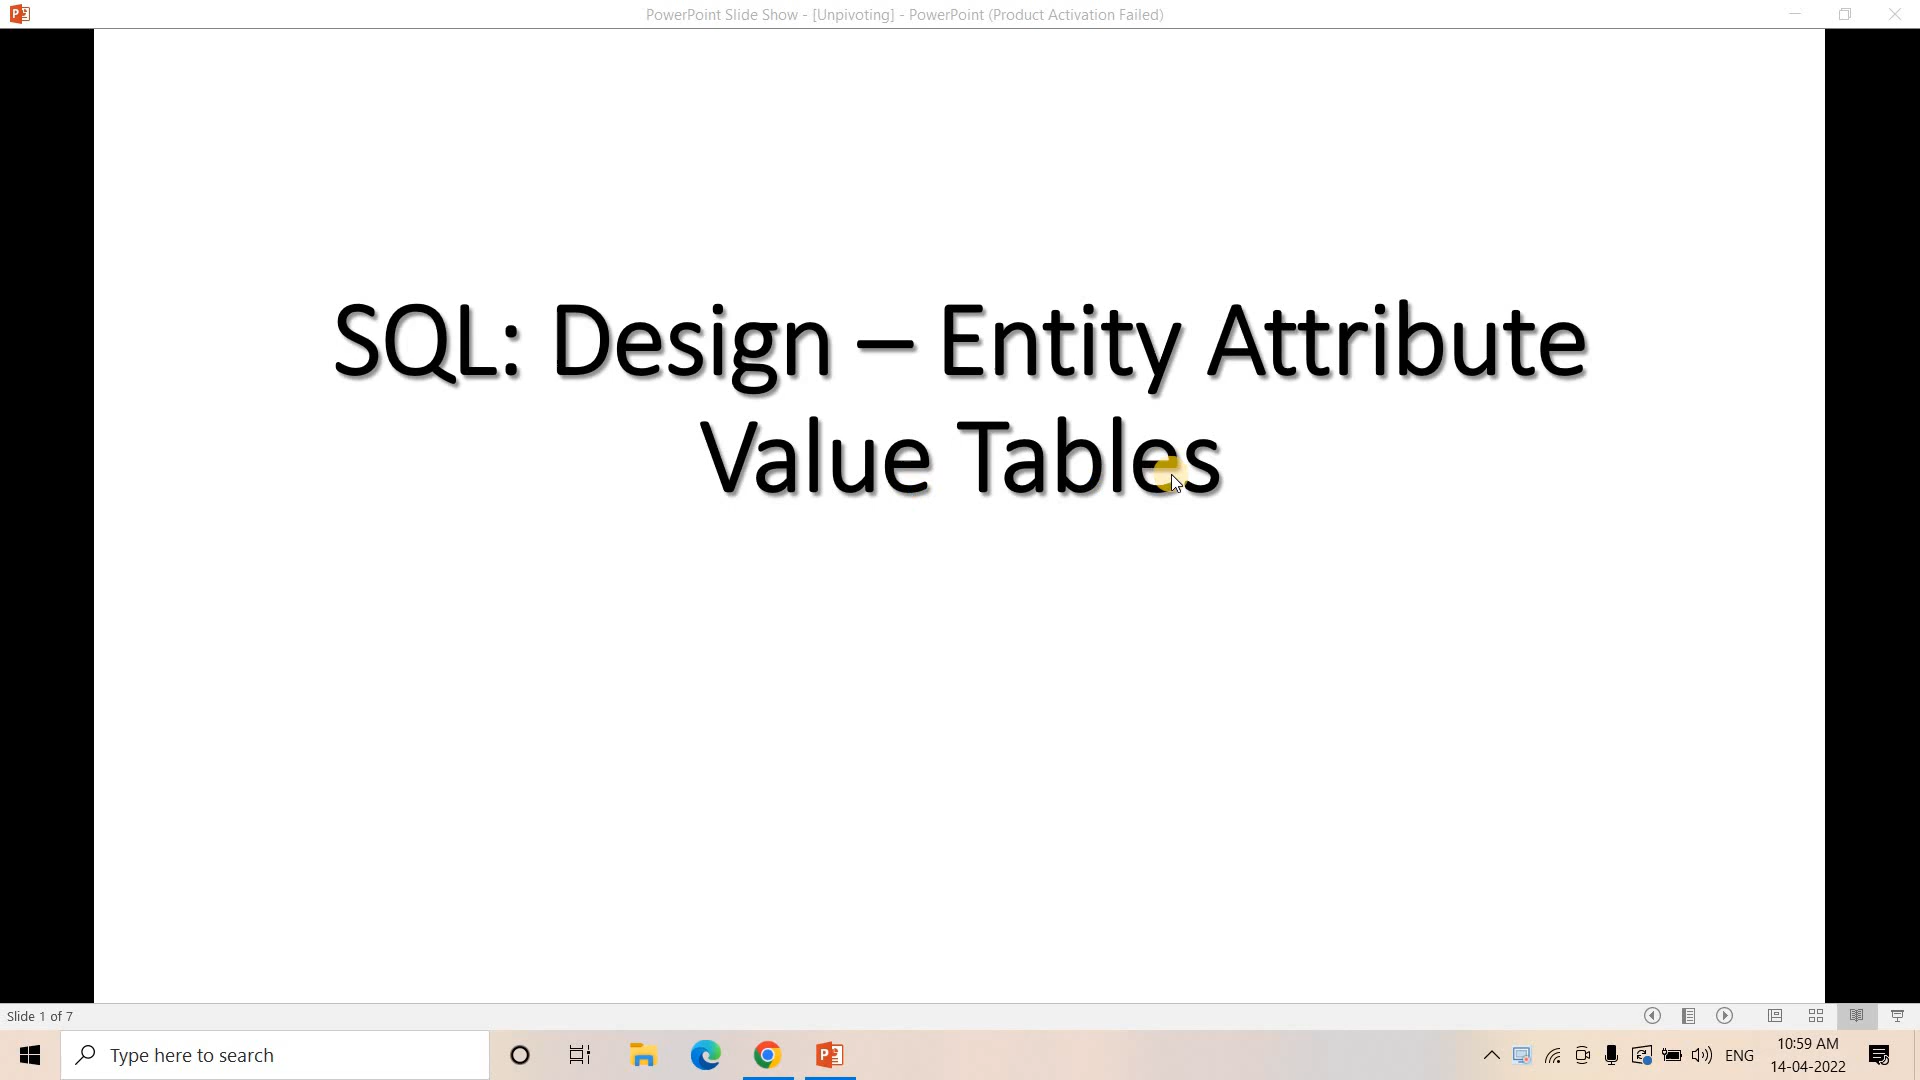 PowerPoint Slide Show - [Unpivoting] - PowerPoint (Product Activation Failed)
SQL: Design – Entity Attribute
Value Tables
Slide 1 of 7
Type here to search
ENG
10:59 AM
14-04-2022